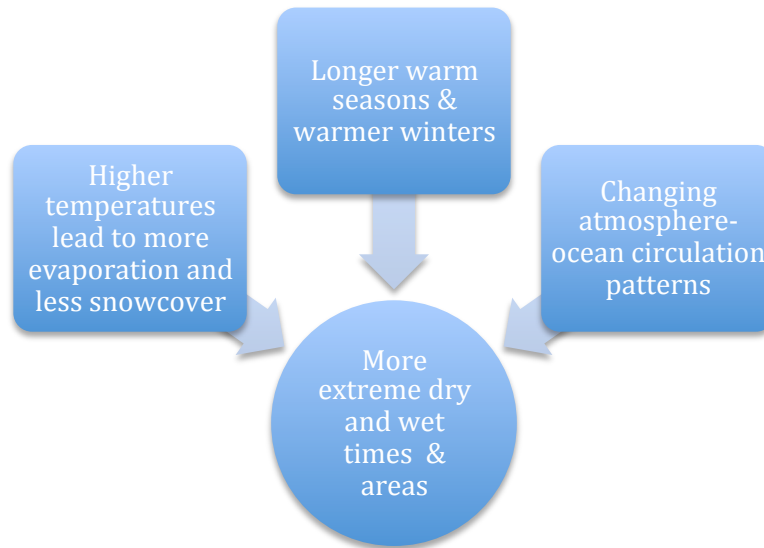 Longer warm
seasons &
warmer winters
Higher
temperatures
lead to more
evaporation and
less snowcover
Changing
atmosphere-
ocean circulation
patterns
More
extreme dry
and wet
times &
areas